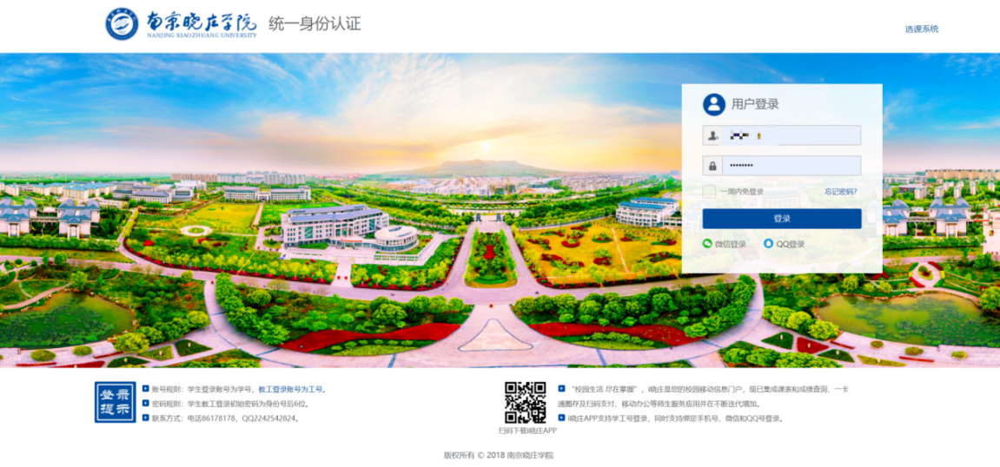 南京晓庄学院 统一身份认证
NANJING XIAOZHUANG UNIVERSITY
选课系统
用户登录
一周内免登录 忘记密码?
登录
微信登录 QQ登录
登录
提示
账号规则：学生登录账号为学号，教工登录账号为工号。
密码规则：学生教工登录初始密码为身份号后6位。
联系方式：电话86178178，QQ2242542824。
扫码下载i晓庄APP
“校园生活 尽在掌握”，i晓庄是您的校园移动信息门户，现已集成课表和成绩查询、一卡
通圈存及扫码支付、移动办公等师生服务应用并在不断迭代增加。
i晓庄APP支持学工号登录，同时支持绑定手机号、微信和QQ号登录。
版权所有 © 2018 南京晓庄学院